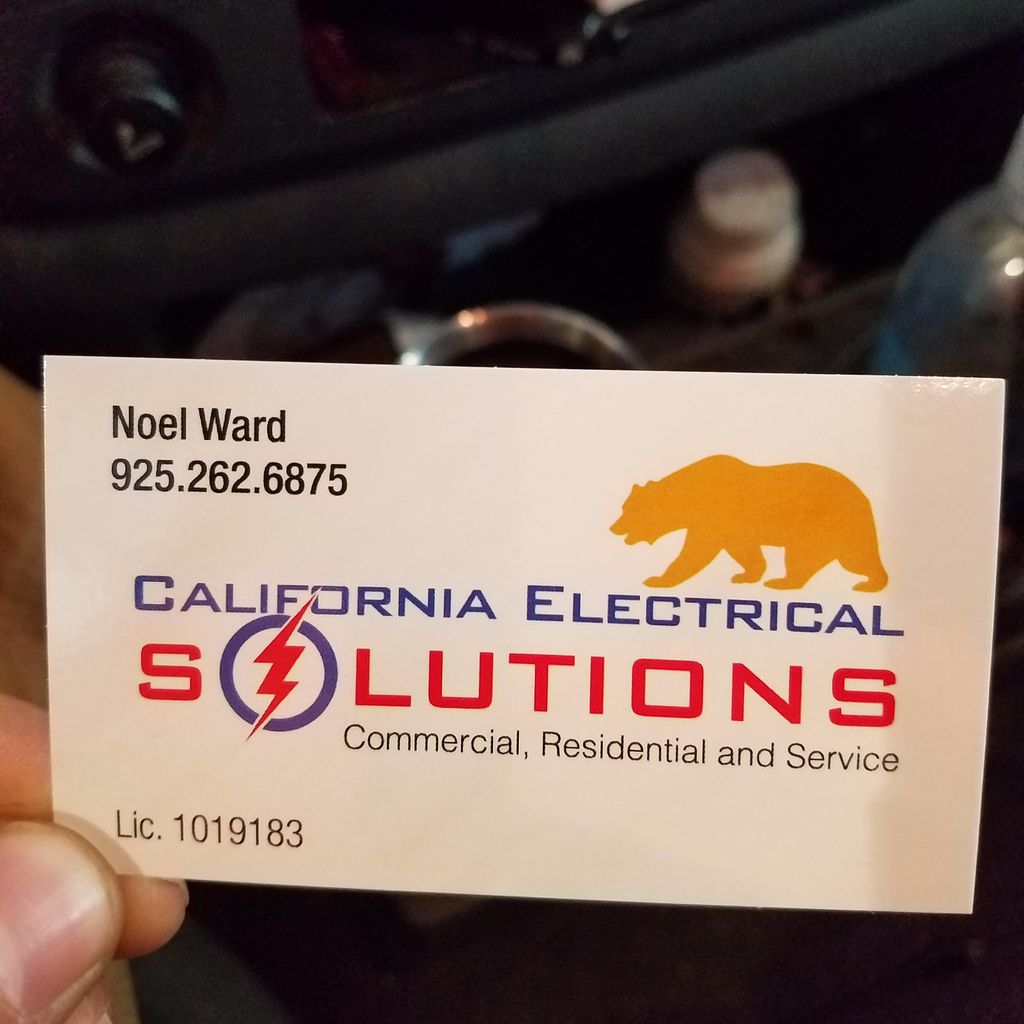 Noel Ward
925.262.6875
CALIFORNIA ELECTRICAL
SOLUTIONS
Commercial, Residential and Service
Lic. 1019183